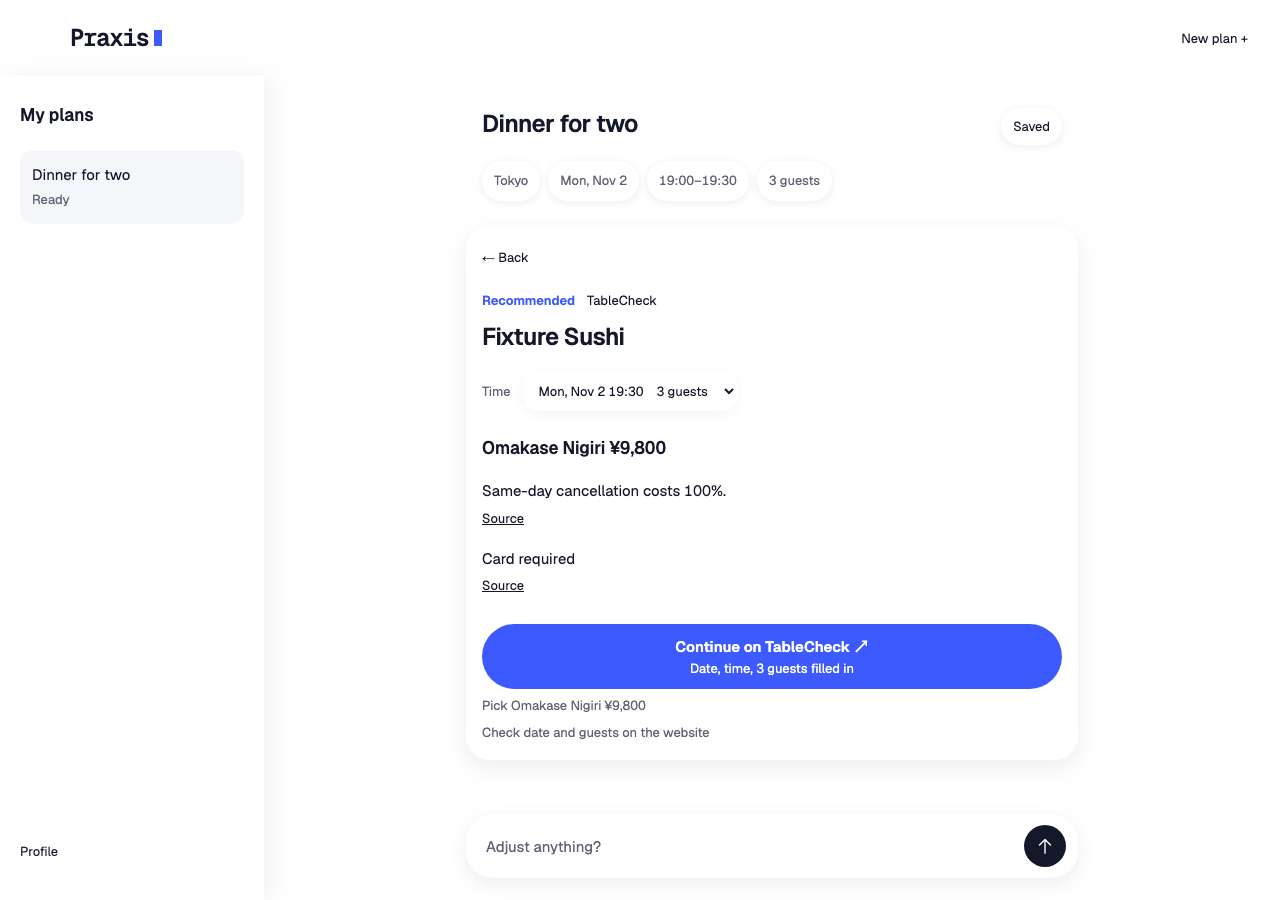 Praxis
New plan +
My plans
Dinner for two
Ready
Profile
Dinner for two
Saved
Tokyo
Mon, Nov 2
19:00–19:30
3 guests
← Back
Recommended TableCheck
Fixture Sushi
Time Mon, Nov 2 19:30 3 guests
Omakase Nigiri ¥9,800
Same-day cancellation costs 100%.
Source
Card required
Source
Continue on TableCheck ↗
Date, time, 3 guests filled in
Pick Omakase Nigiri ¥9,800
Check date and guests on the website
Adjust anything?